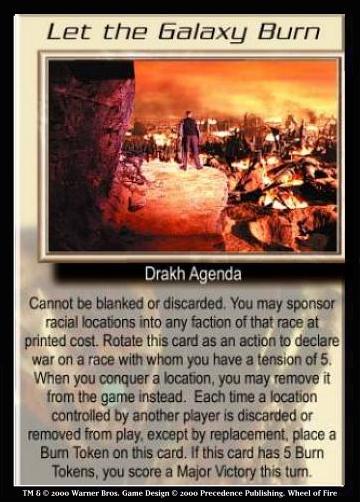 Let the Galaxy Burn
Drakh Agenda
Cannot be blanked or discarded. You may sponsor
racial locations into any faction of that race at
printed cost. Rotate this card as an action to declare
war on a race with whom you have a tension of 5.
When you conquer a location, you may remove it
from the game instead.  Each time a location
controlled by another player is discarded or
removed from play, except by replacement, place a
Burn Token on this card. If this card has 5 Burn
Tokens, you score a Major Victory this turn.
TM & © 2000 Warner Bros. Game Design © 2000 Precedence Publishing. Wheel of Fire